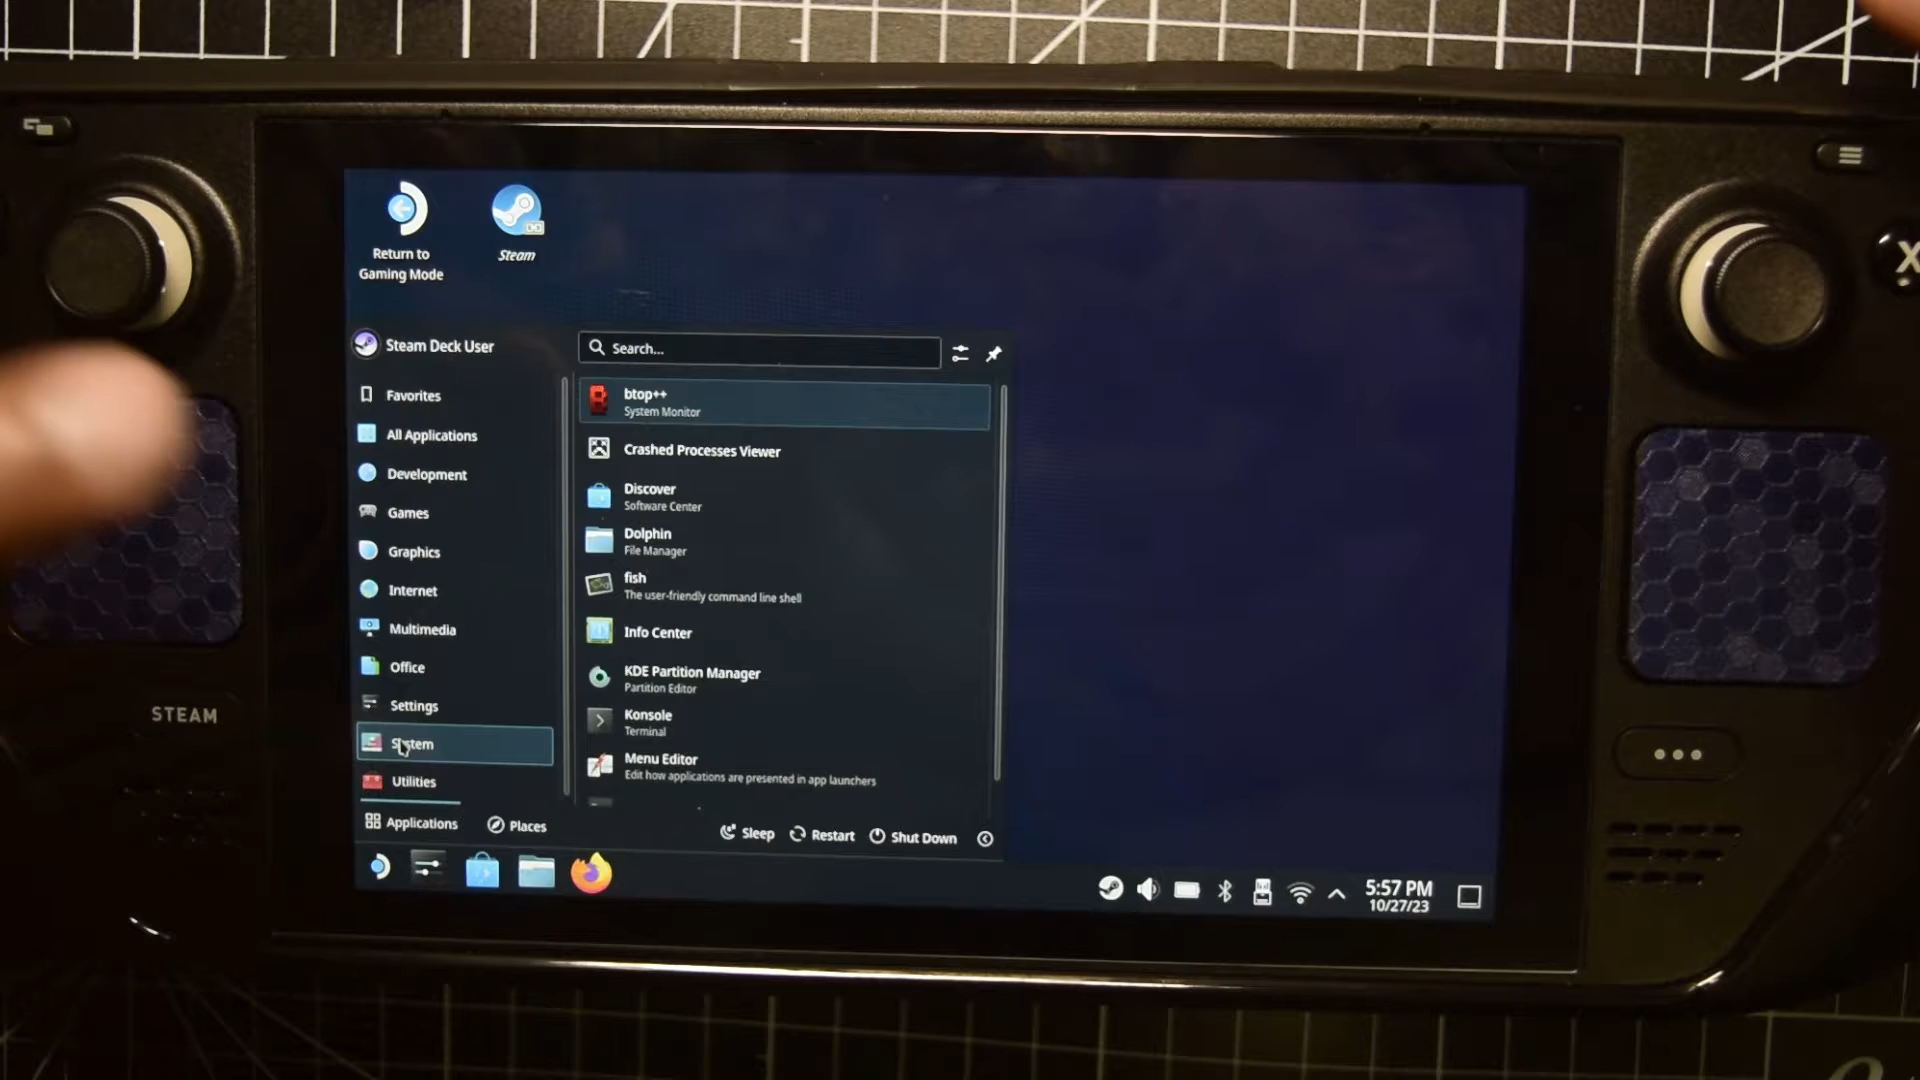 Return to
Gaming Mode
Steam
Steam Deck User
Search...
Favorites
All Applications
Development
Games
Graphics
Internet
Multimedia
Office
Settings
System
Utilities
btop++
System Monitor
Crashed Processes Viewer
Discover
Software Center
Dolphin
File Manager
fish
The user-friendly command line shell
Info Center
KDE Partition Manager
Partition Editor
Konsole
Terminal
Menu Editor
Edit how applications are presented in app launchers
Applications
Places
Sleep
Restart
Shut Down
5:57 PM
10/27/23
STEAM
X